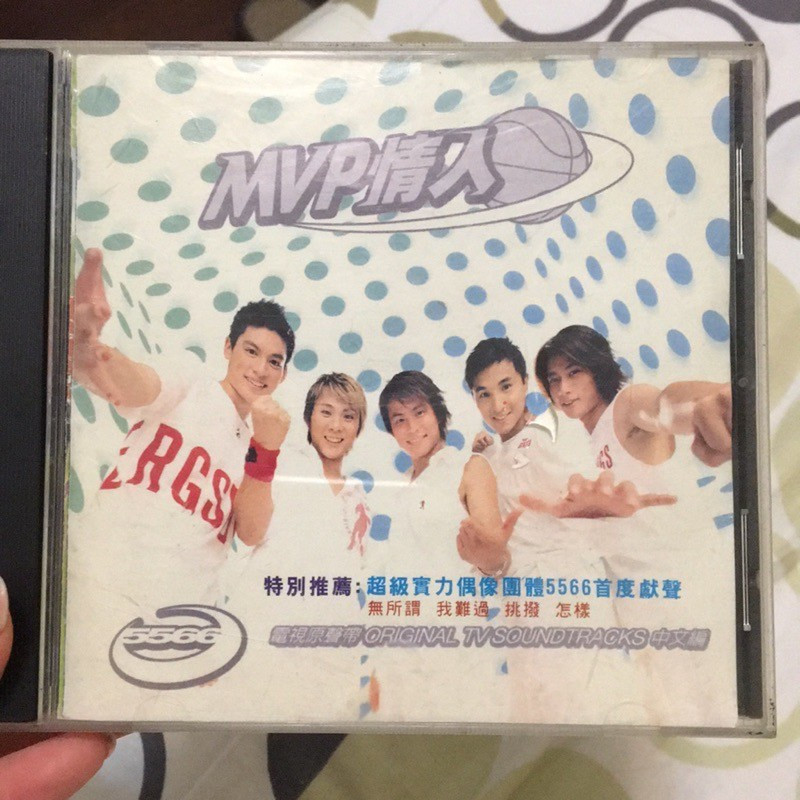 MVP情人
ERGS
GS
特別推薦:超級實力偶像團體5566首度獻聲
無所謂 我難過 挑撥 怎樣
5566
電視原聲帶 ORIGINAL TV SOUNDTRACKS 中文編